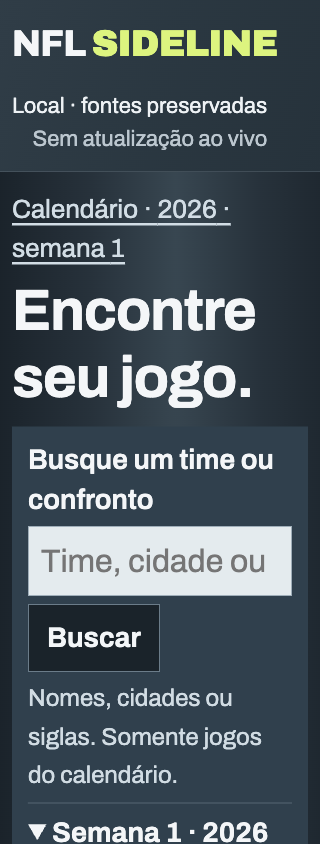 NFL SIDELINE
Local · fontes preservadas
Sem atualização ao vivo
Calendário · 2026 ·
semana 1
Encontre
seu jogo.
Busque um time ou
confronto
Time, cidade ou
Buscar
Nomes, cidades ou
siglas. Somente jogos
do calendário.
▼ Semana 1 · 2026